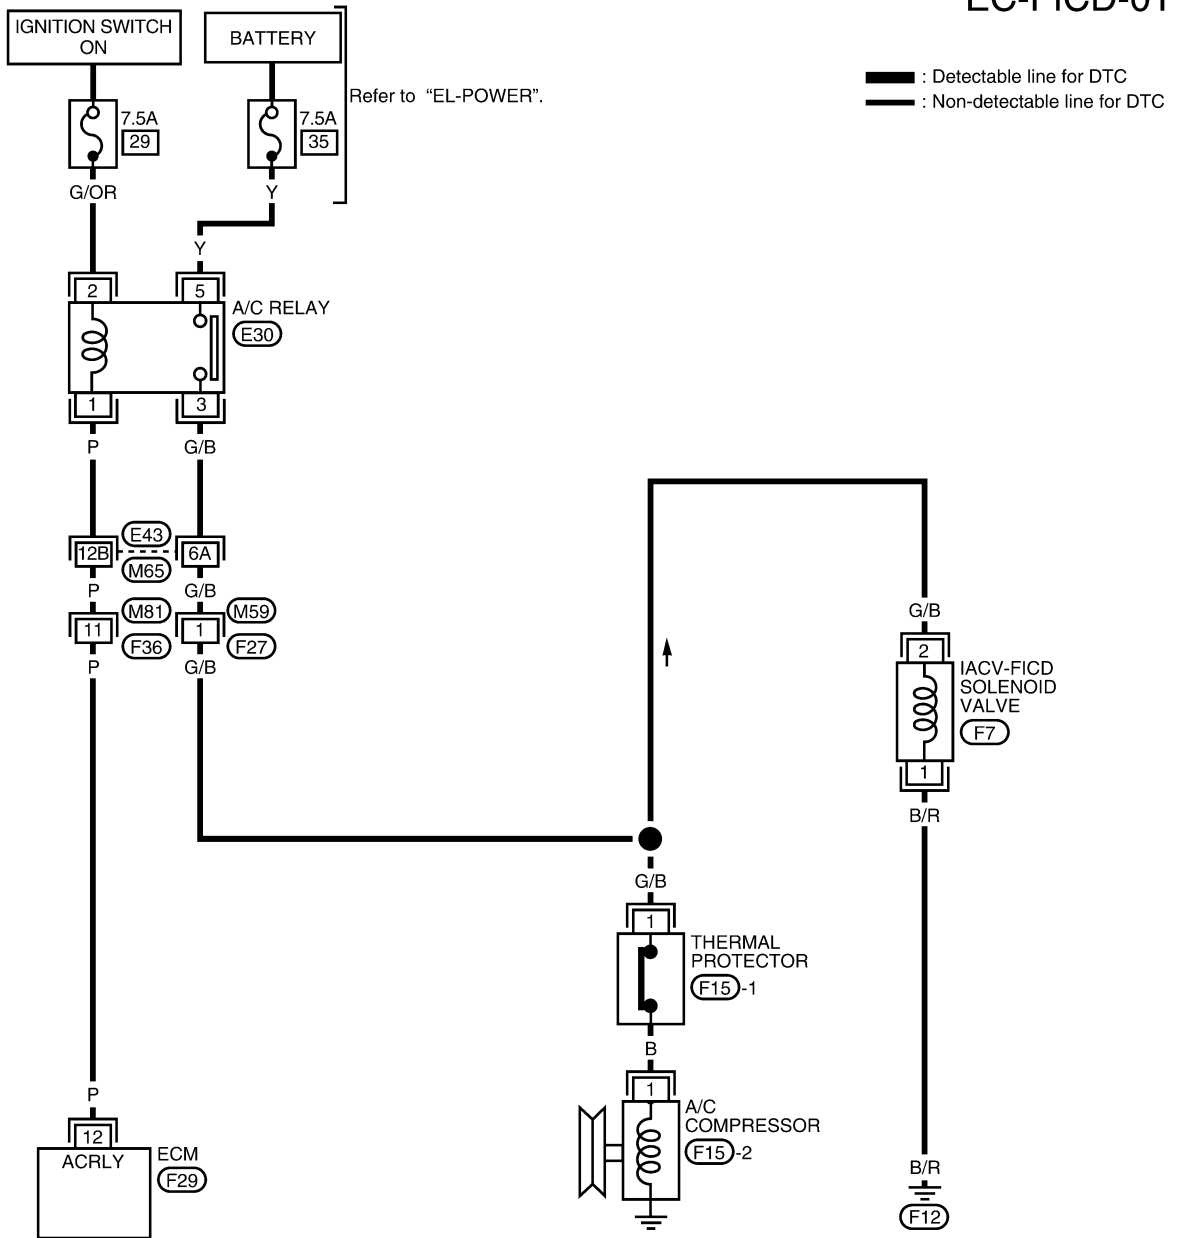 EC-FICD-01
IGNITION SWITCH
ON
BATTERY
Refer to “EL-POWER”.
: Detectable line for DTC
: Non-detectable line for DTC
7.5A
29
7.5A
35
G/OR
Y
Y
2
5
A/C RELAY
E30
1
3
P
G/B
E43
12B
6A
M65
P
G/B
M81
M59
11
1
F36
F27
P
G/B
G/B
2
IACV-FICD
SOLENOID
VALVE
F7
1
B/R
G/B
1
THERMAL
PROTECTOR
F15 -1
B
1
A/C
COMPRESSOR
F15 -2
P
12
ACRLY
ECM
F29
B/R
F12